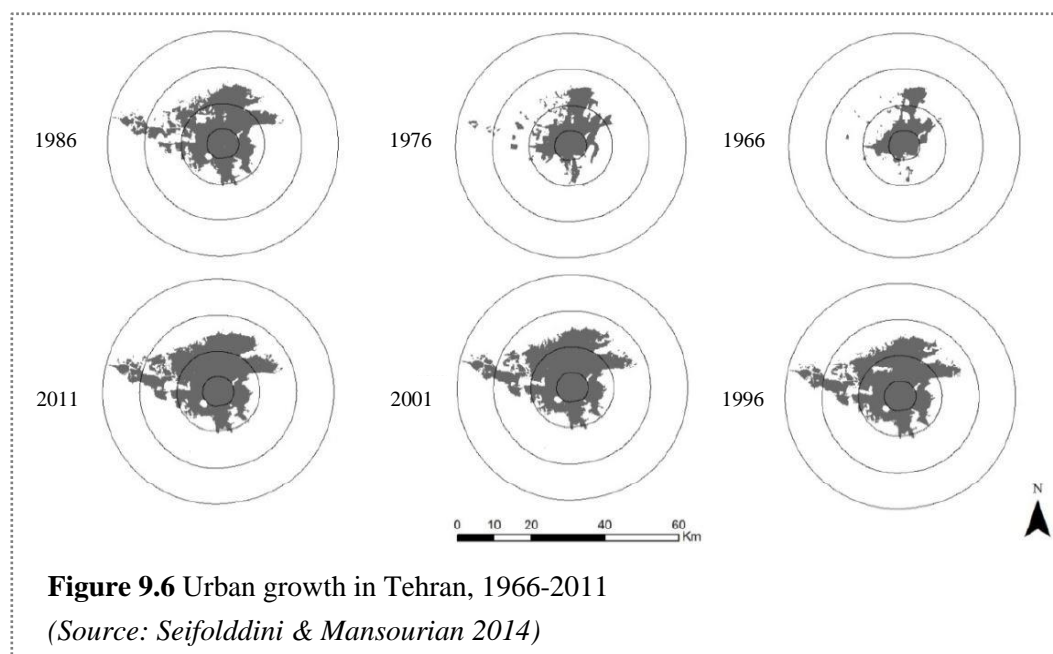 1986
1976
1966
2011
2001
1996
N
0 10 20 40 60
Km
Figure 9.6 Urban growth in Tehran, 1966-2011
(Source: Seifolddini & Mansourian 2014)